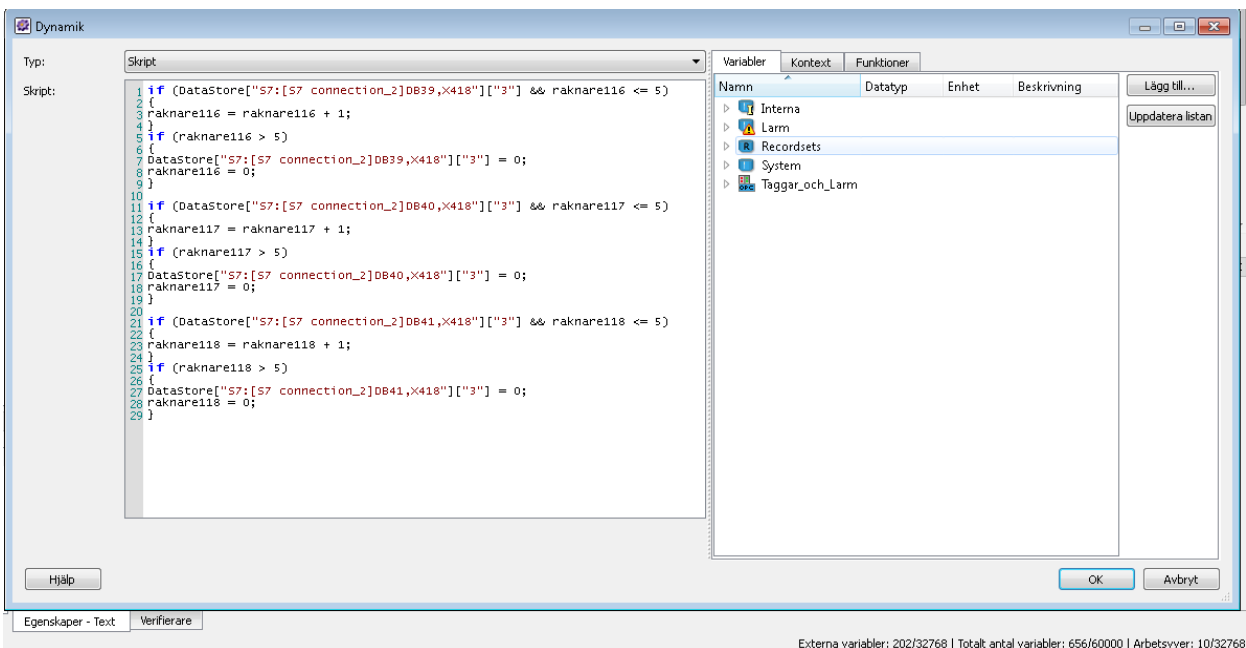 Dynamik
Typ:
Skript
Skript:
1 if (DataStore["S7:[S7 connection_2]DB39,X418"]["3"] && raknare116 <= 5)
2 {
3 raknare116 = raknare116 + 1;
4 }
5 if (raknare116 > 5)
6 {
7 DataStore["S7:[S7 connection_2]DB39,X418"]["3"] = 0;
8 raknare116 = 0;
9 }
10
11 if (DataStore["S7:[S7 connection_2]DB40,X418"]["3"] && raknare117 <= 5)
12 {
13 raknare117 = raknare117 + 1;
14 }
15 if (raknare117 > 5)
16 {
17 DataStore["S7:[S7 connection_2]DB40,X418"]["3"] = 0;
18 raknare117 = 0;
19 }
20
21 if (DataStore["S7:[S7 connection_2]DB41,X418"]["3"] && raknare118 <= 5)
22 {
23 raknare118 = raknare118 + 1;
24 }
25 if (raknare118 > 5)
26 {
27 DataStore["S7:[S7 connection_2]DB41,X418"]["3"] = 0;
28 raknare118 = 0;
29 }
Variabler Kontext Funktioner
Namn Datatyp Enhet Beskrivning
Interna
Larm
R Recordsets
System
OPC Taggar_och_Larm
Lägg till...
Uppdatera listan
Hjälp
OK Avbryt
Egenskaper - Text Verifierare
Externa variabler: 202/32768 | Totalt antal variabler: 656/60000 | Arbetsvyer: 10/32768